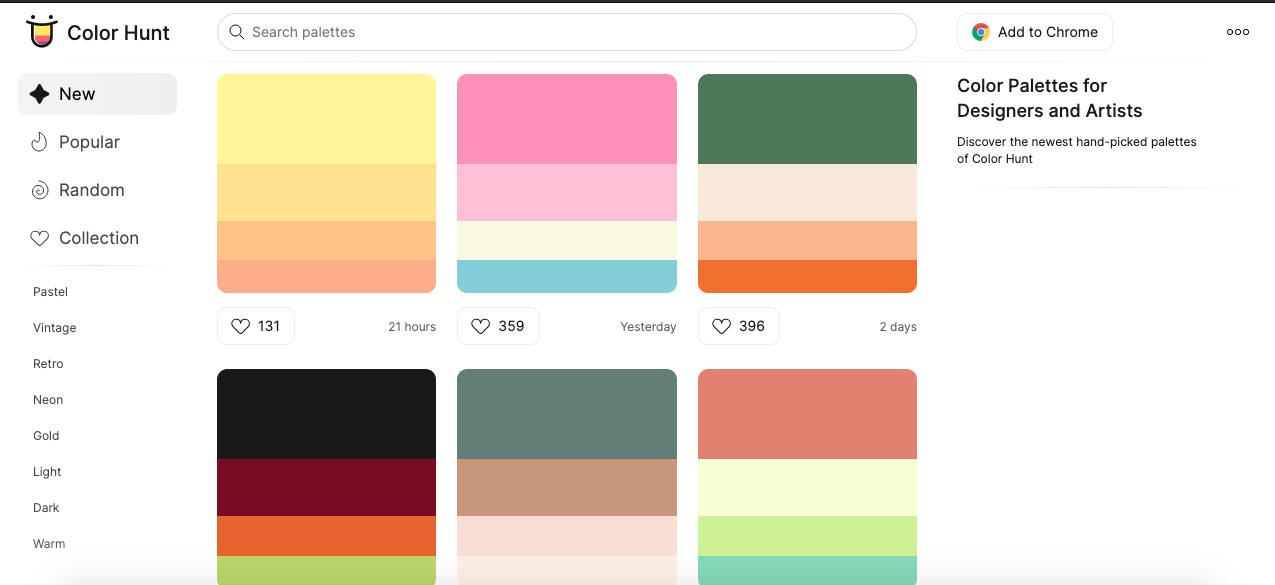 Color Hunt
Search palettes
Add to Chrome
New
Popular
Random
Collection
Pastel
Vintage
Retro
Neon
Gold
Light
Dark
Warm
131
21 hours
359
Yesterday
396
2 days
Color Palettes for
Designers and Artists
Discover the newest hand-picked palettes
of Color Hunt